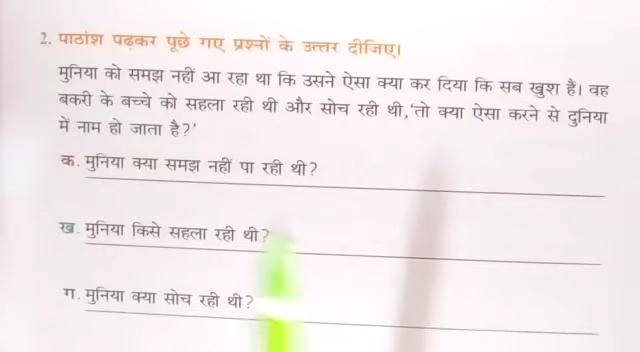 2. पाठांश पढ़कर पूछे गए प्रश्नों के उत्तर दीजिए।
मुनिया को समझ नहीं आ रहा था कि उसने ऐसा क्या कर दिया कि सब खुश हैं। वह
बकरी के बच्चे को सहला रही थी और सोच रही थी,'तो क्या ऐसा करने से दुनिया
में नाम हो जाता है?'
क. मुनिया क्या समझ नहीं पा रही थी?
ख. मुनिया किसे सहला रही थी?
ग. मुनिया क्या सोच रही थी?